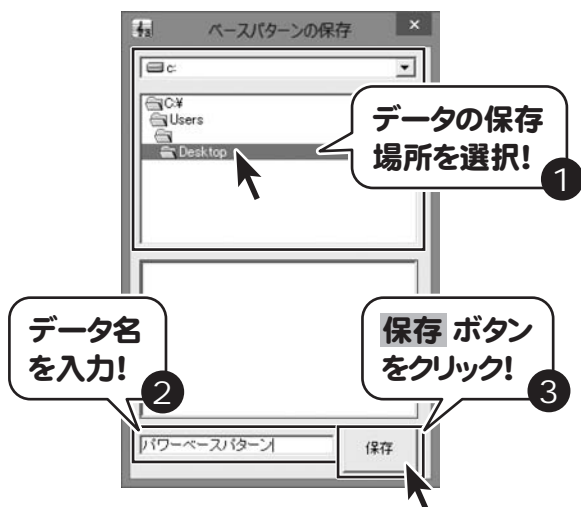 ベースパターンの保存
c:
C:¥
Users
Desktop
データの保存
場所を選択!
1
データ名
を入力!
2
保存 ボタン
をクリック!
3
パワーベースパターン
保存